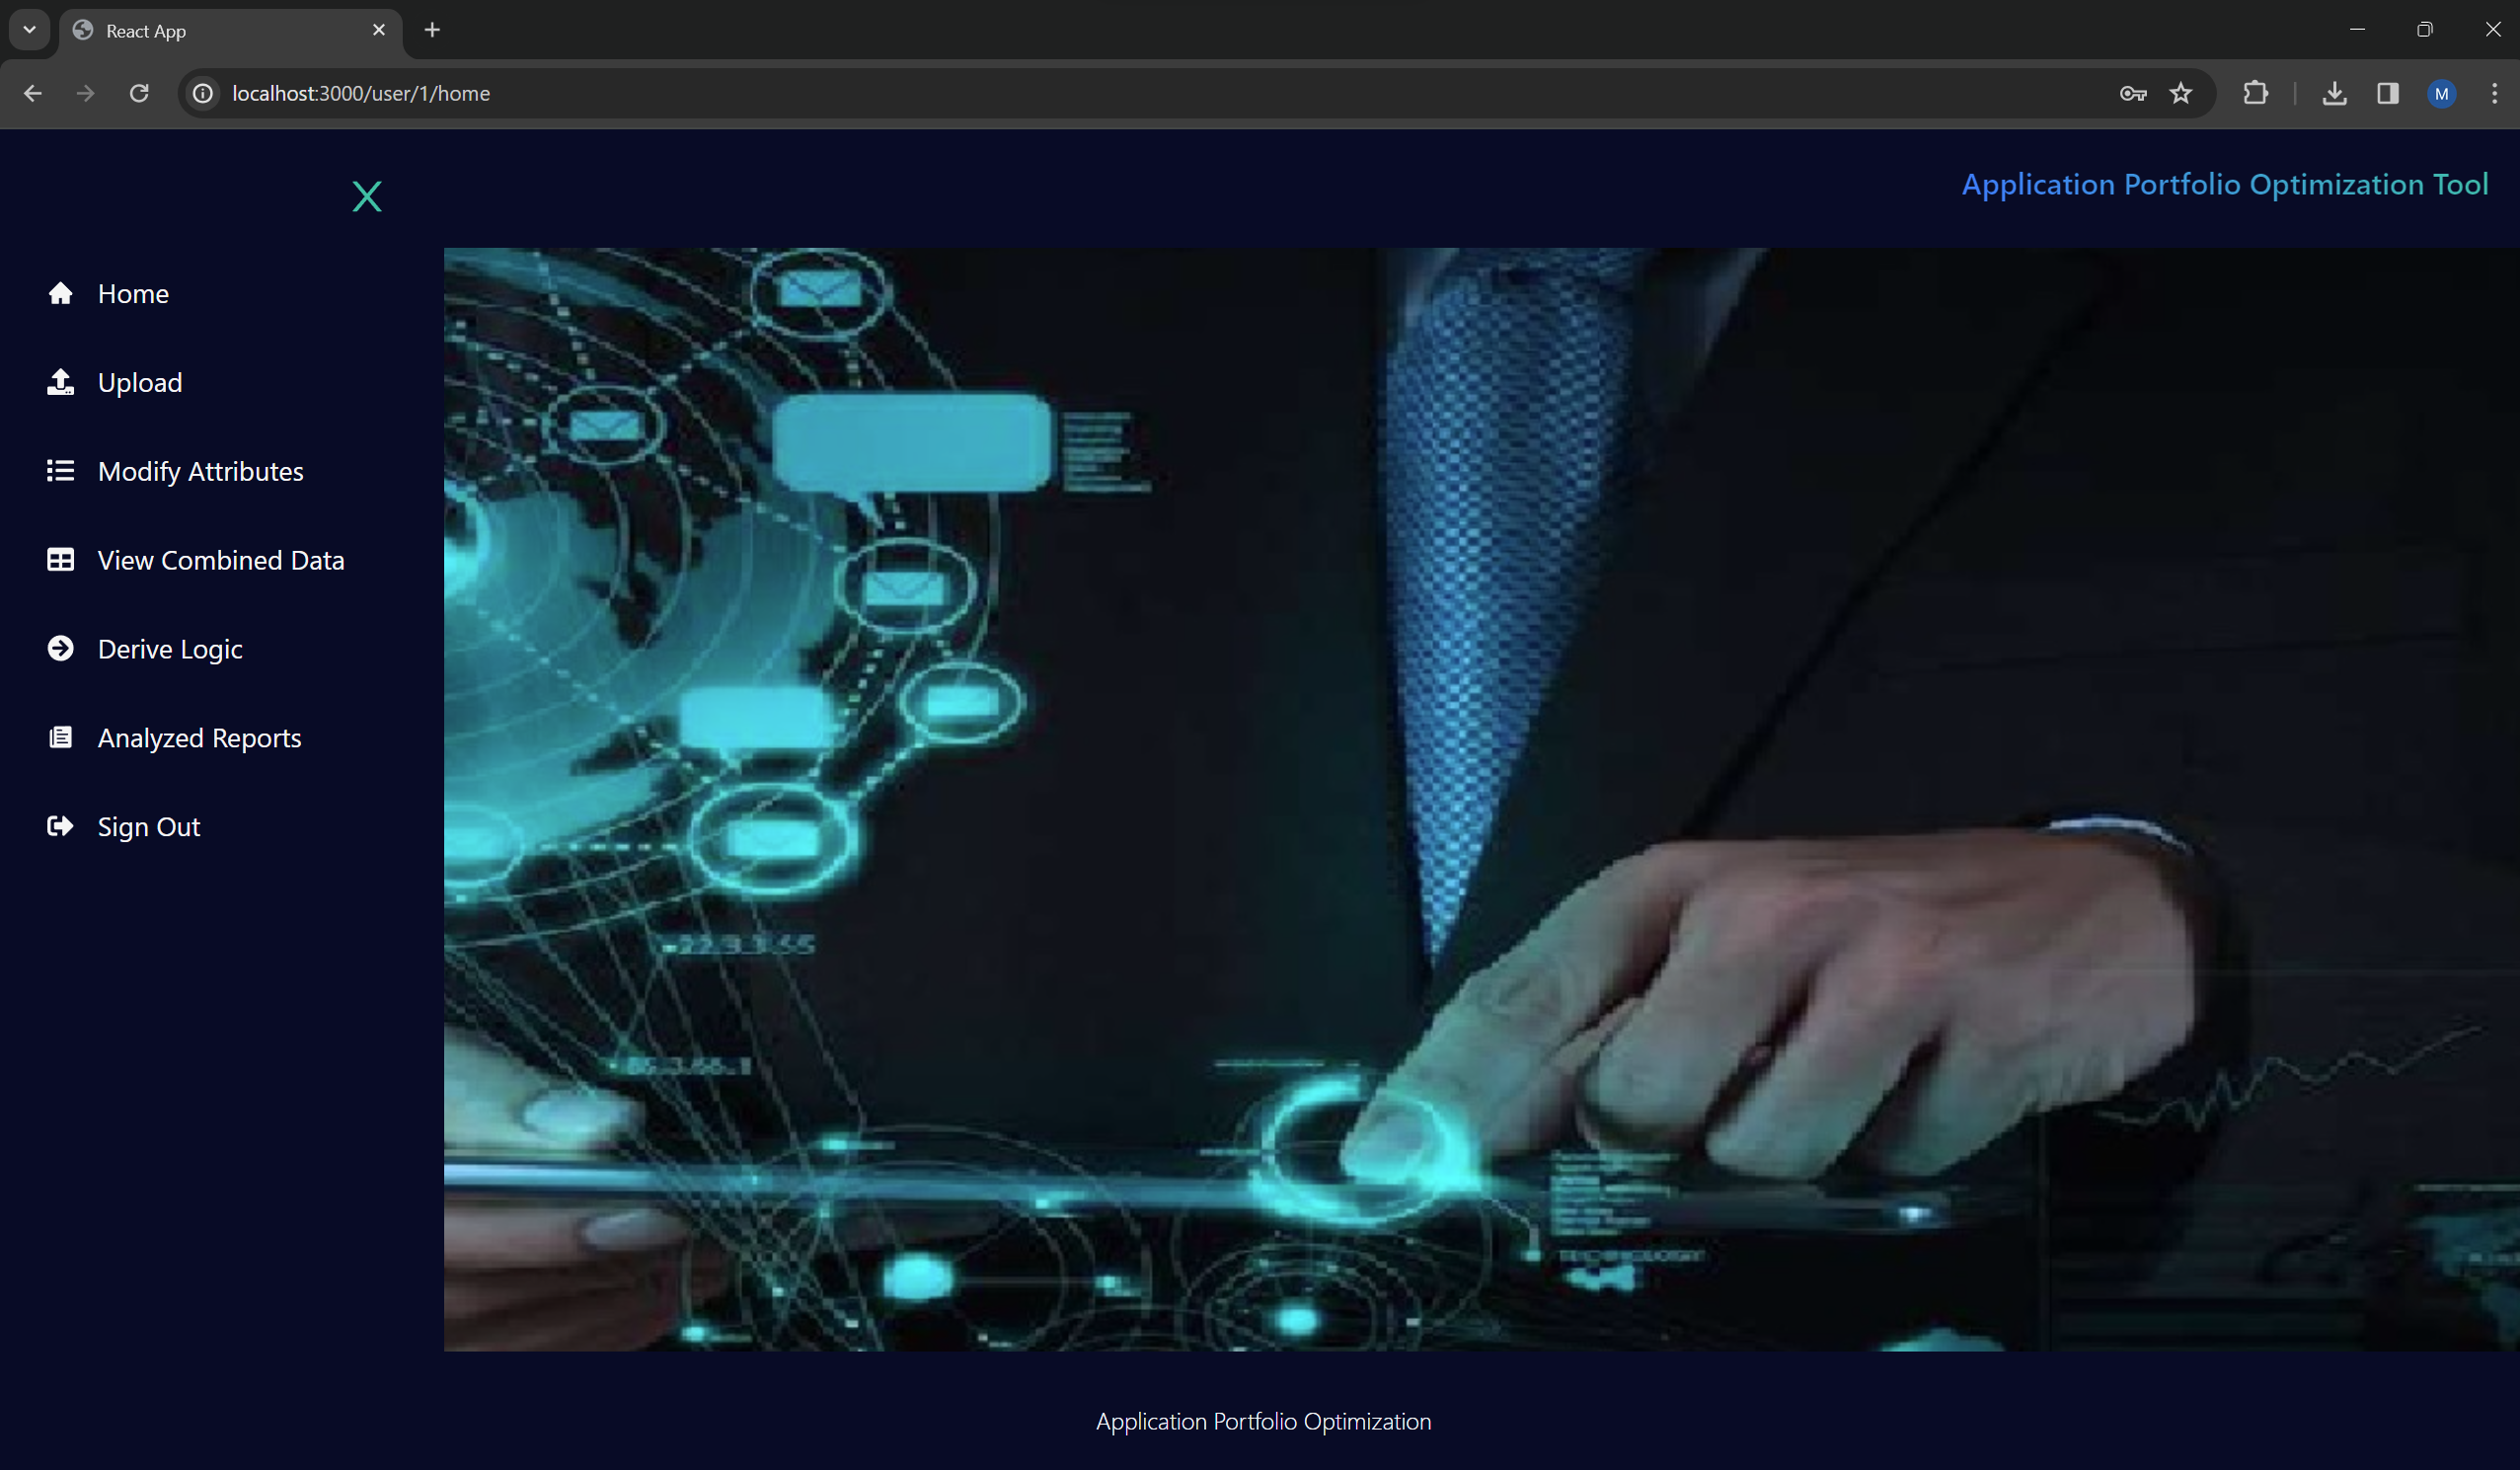 React App
localhost:3000/user/1/home
M
Application Portfolio Optimization Tool
Home
Upload
Modify Attributes
View Combined Data
Derive Logic
Analyzed Reports
Sign Out
TECHNOLOGY
Application Portfolio Optimization